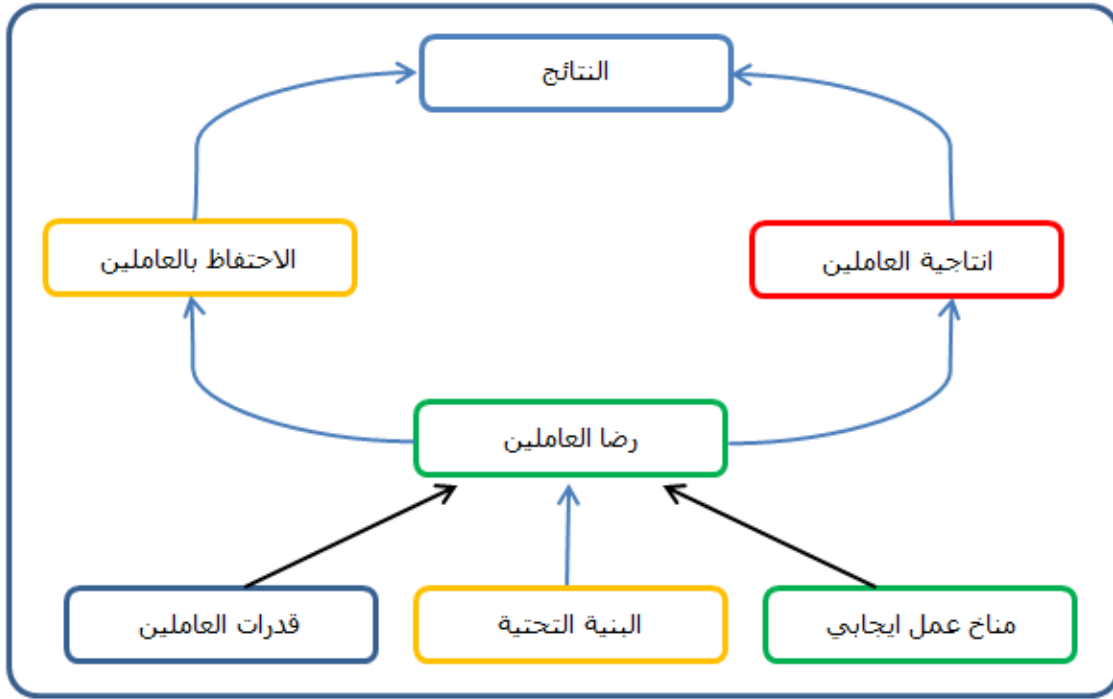 النتائج
انتاجية العاملين
الاحتفاظ بالعاملين
رضا العاملين
مناخ عمل ايجابي
البنية التحتية
قدرات العاملين